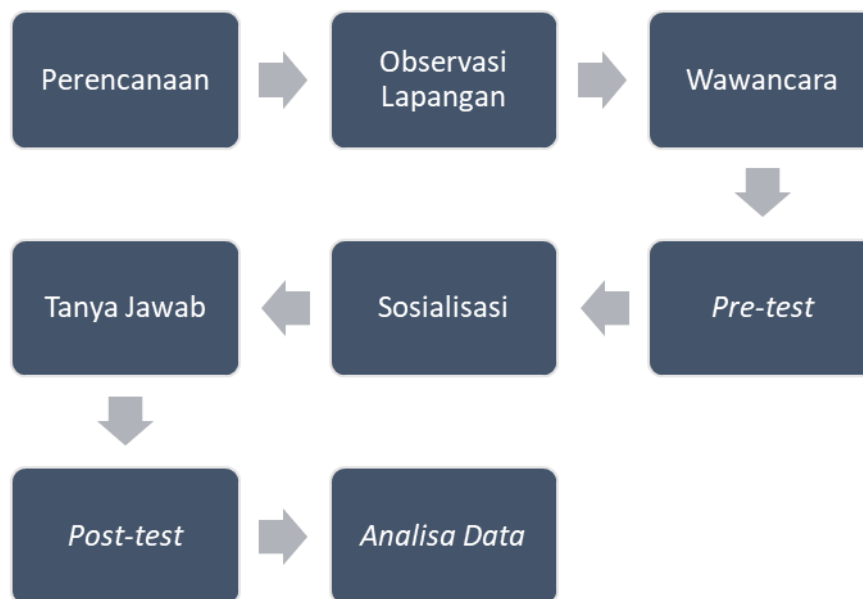 Perencanaan
Observasi
Lapangan
Wawancara
Pre-test
Sosialisasi
Tanya Jawab
Post-test
Analisa Data